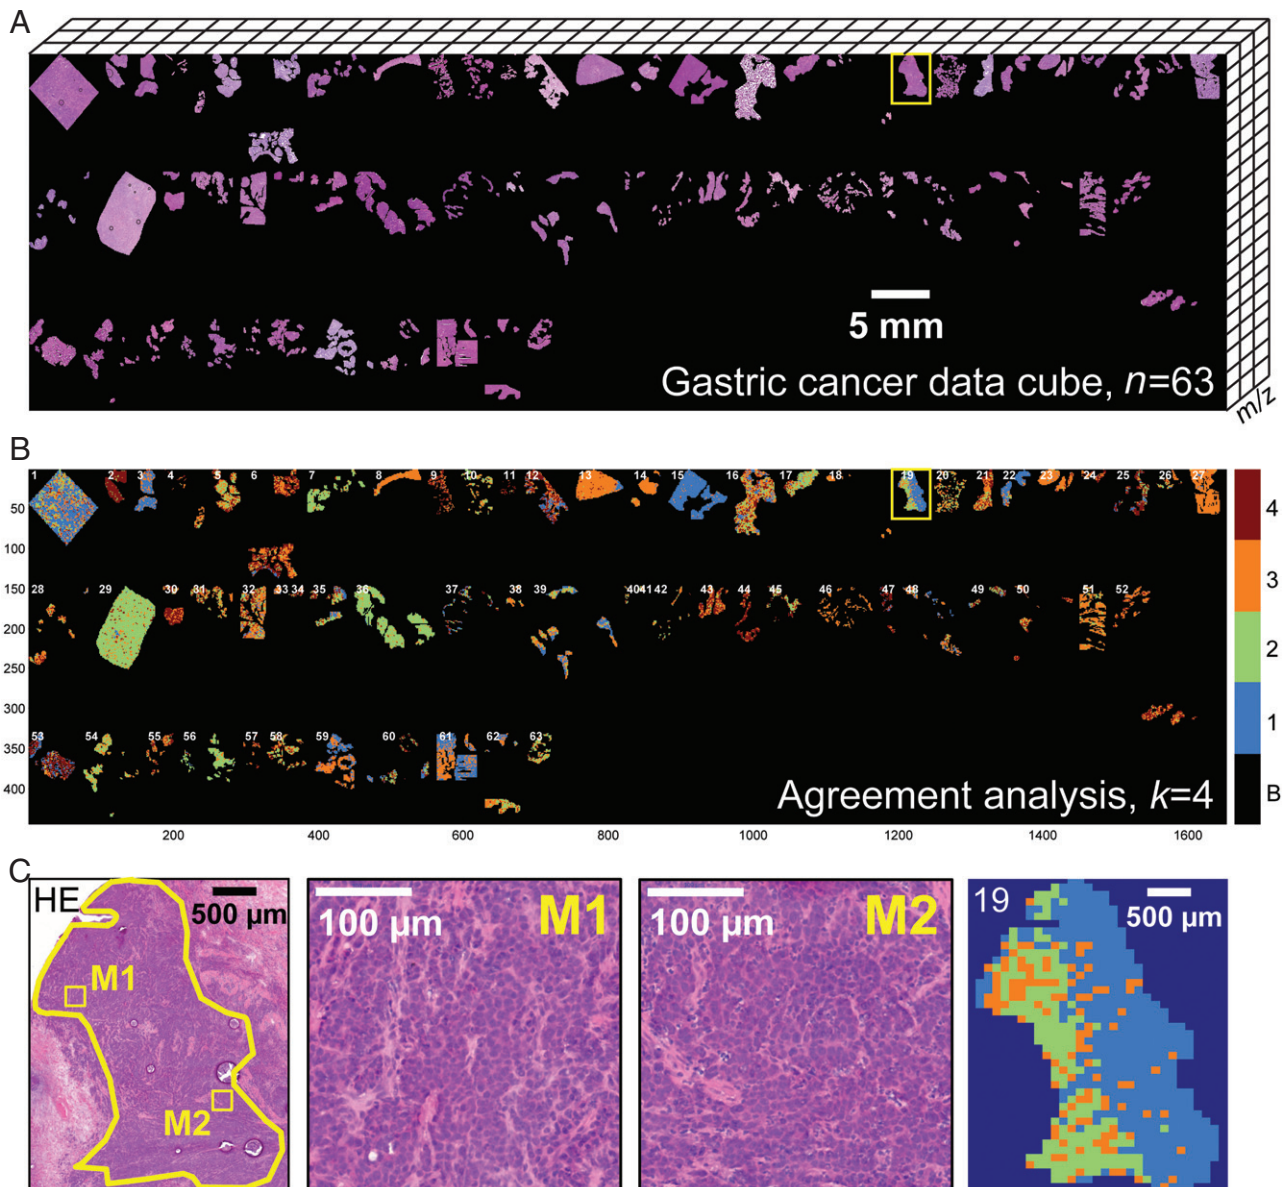 A
5 mm
Gastric cancer data cube, n=63
m/z
B
1 2 3 4 5 6 7 8 9 10 11 12 13 14 15 16 17 18 19 20 21 22 23 24 25 26 27
50
100
150
28 29 30 31 32 33 34 35 36 37 38 39 40 41 42 43 44 45 46 47 48 49 50 51 52
200
250
300
350
53 54 55 56 57 58 59 60 61 62 63
400
Agreement analysis, k=4
200 400 600 800 1000 1200 1400 1600
4
3
2
1
B
C
HE
500 µm
M1
M2
100 µm
M1
100 µm
M2
19
500 µm